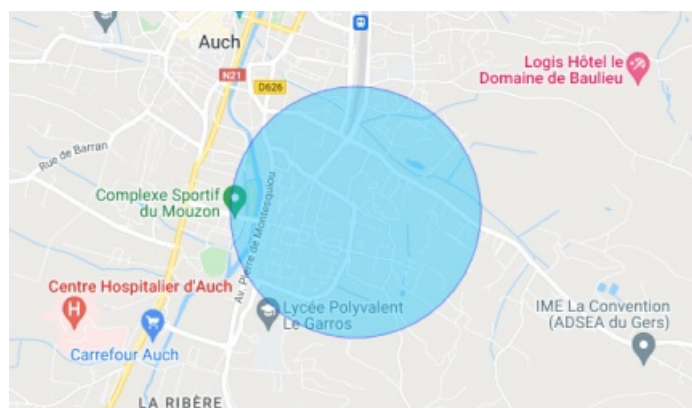 Auch
N21
D626
Logis Hôtel le
Domaine de Baulieu
Rue de Barran
Complexe Sportif
du Mouzon
Av. Pierre de Montesquiou
Centre Hospitalier d'Auch
H
Lycée Polyvalent
Le Garros
Carrefour Auch
IME La Convention
(ADSEA du Gers)
LA RIBÈRE